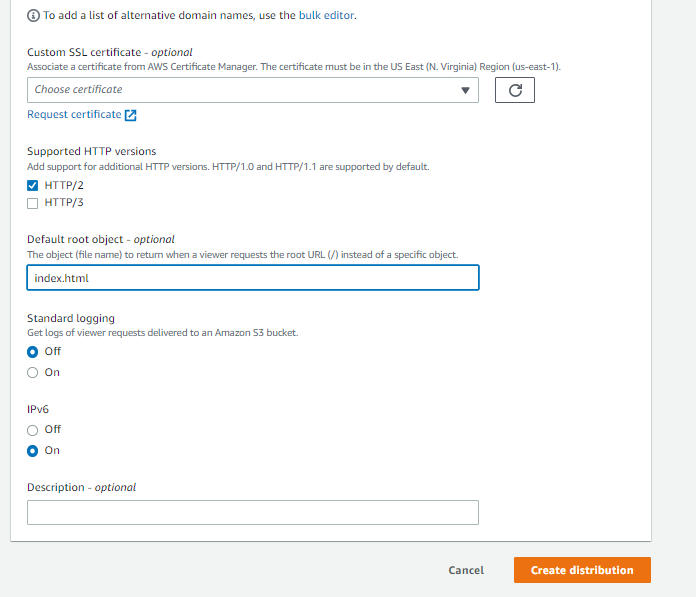 To add a list of alternative domain names, use the bulk editor.
Custom SSL certificate - optional
Associate a certificate from AWS Certificate Manager. The certificate must be in the US East (N. Virginia) Region (us-east-1).
Choose certificate
Request certificate
Supported HTTP versions
Add support for additional HTTP versions. HTTP/1.0 and HTTP/1.1 are supported by default.
HTTP/2
HTTP/3
Default root object - optional
The object (file name) to return when a viewer requests the root URL (/) instead of a specific object.
index.html
Standard logging
Get logs of viewer requests delivered to an Amazon S3 bucket.
Off
On
IPv6
Off
On
Description - optional
Cancel
Create distribution